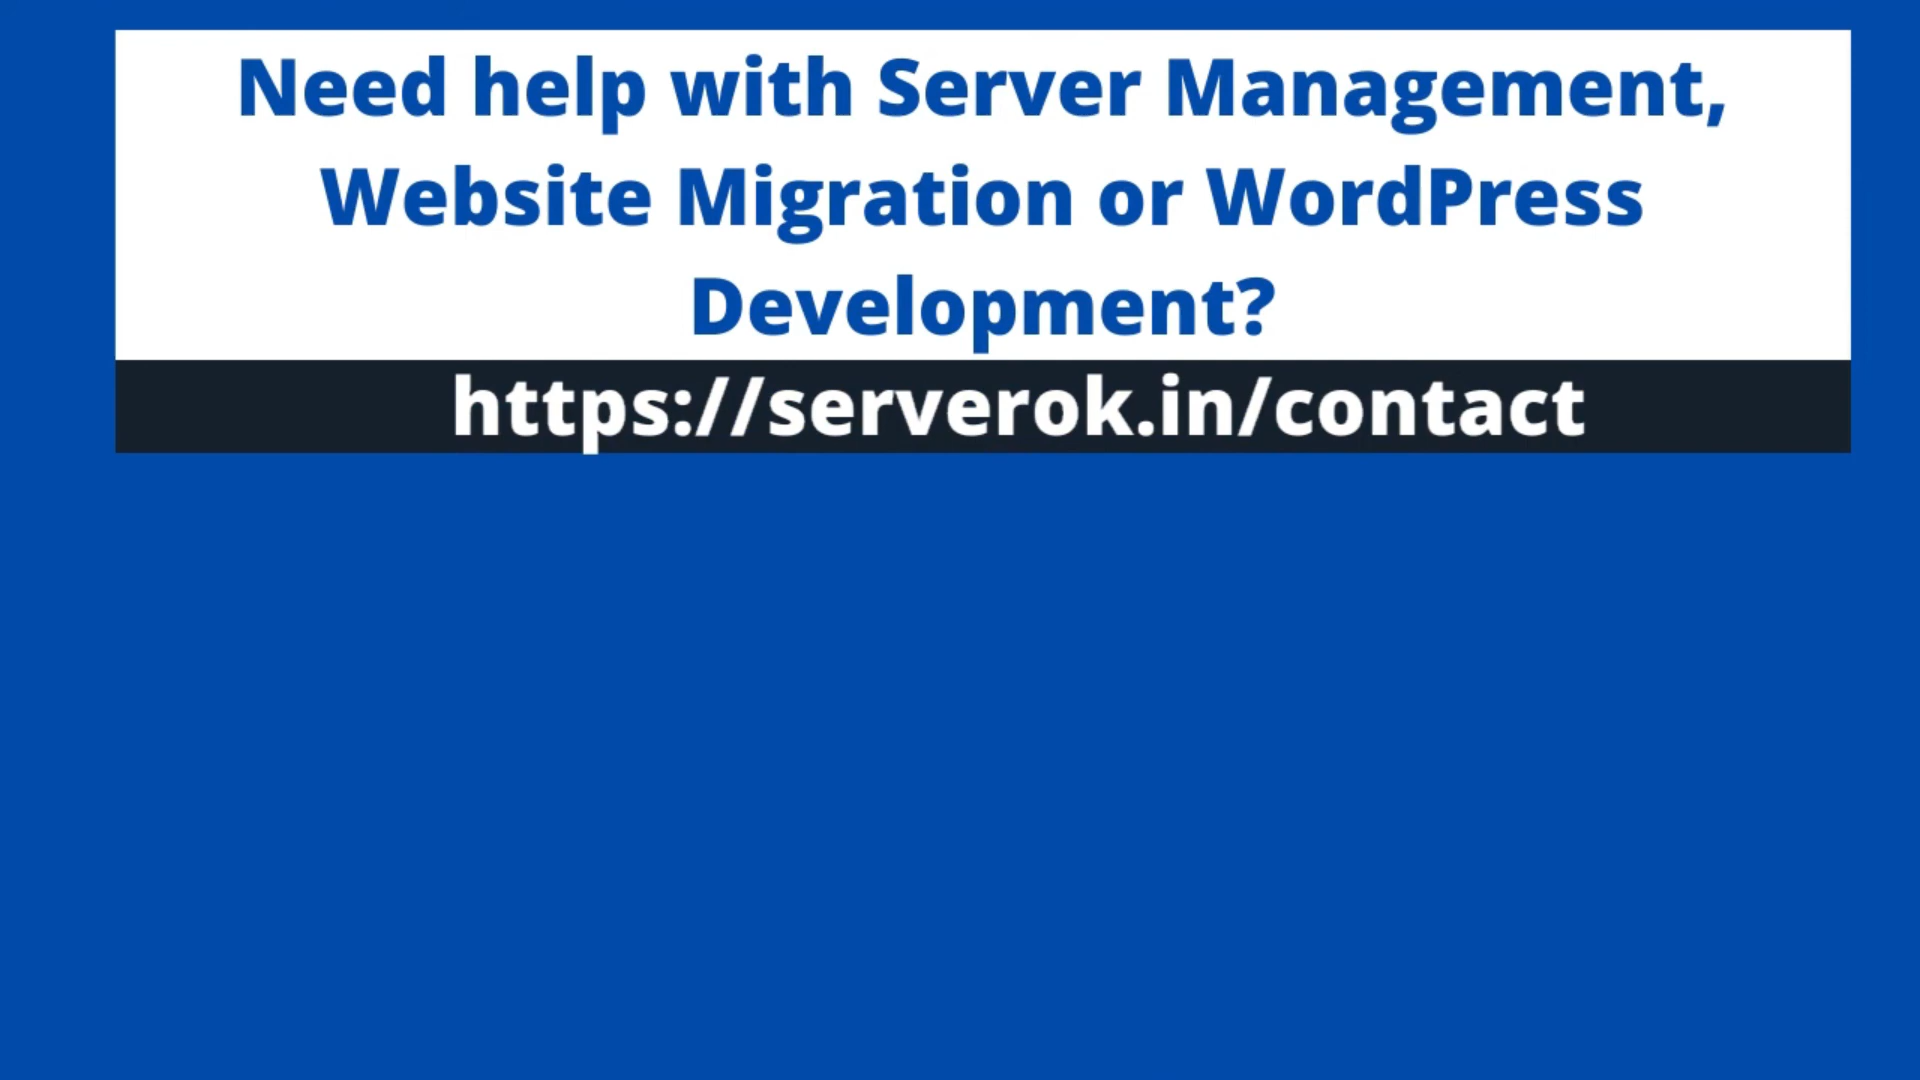 Need help with Server Management,
Website Migration or WordPress
Development?
https://serverok.in/contact